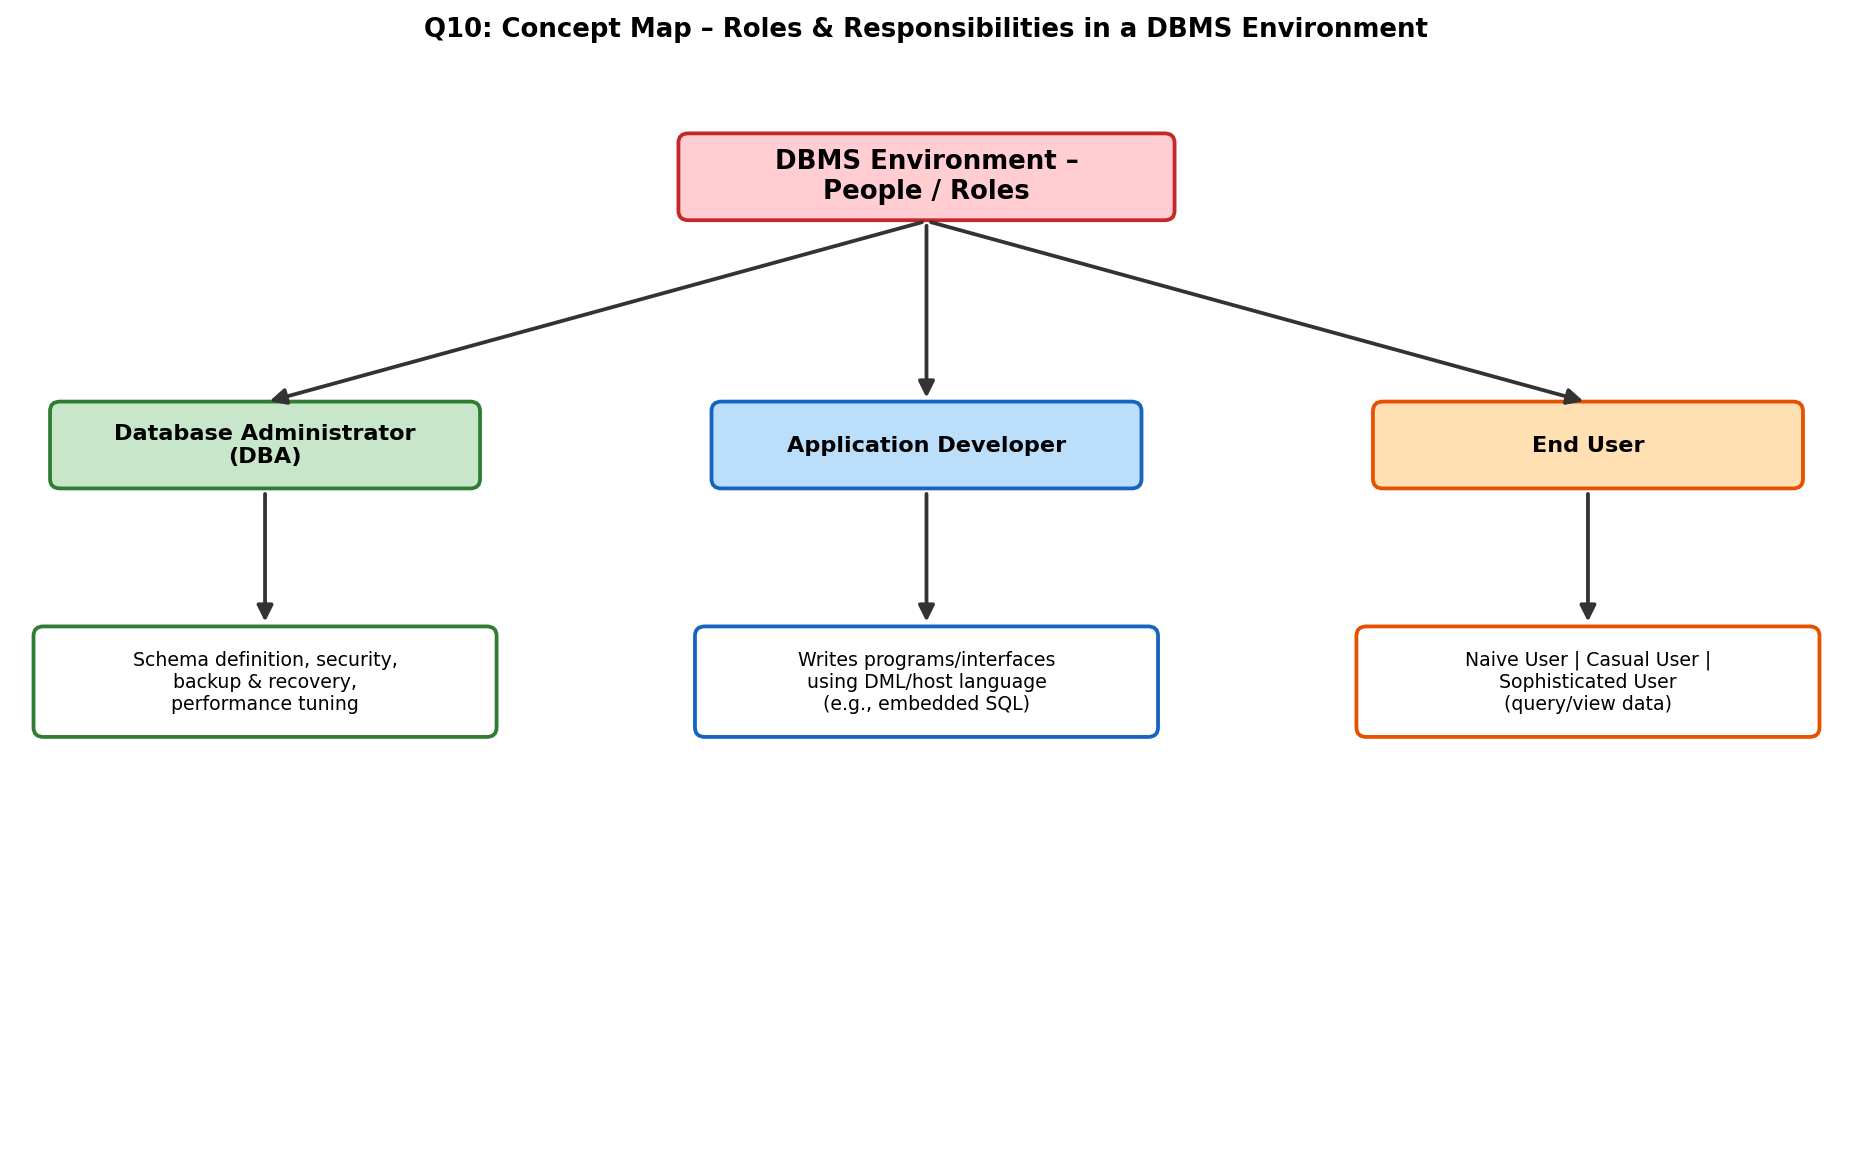 Q10: Concept Map – Roles & Responsibilities in a DBMS Environment
DBMS Environment –
People / Roles
Database Administrator
(DBA)
Application Developer
End User
Schema definition, security,
backup & recovery,
performance tuning
Writes programs/interfaces
using DML/host language
(e.g., embedded SQL)
Naive User | Casual User |
Sophisticated User
(query/view data)